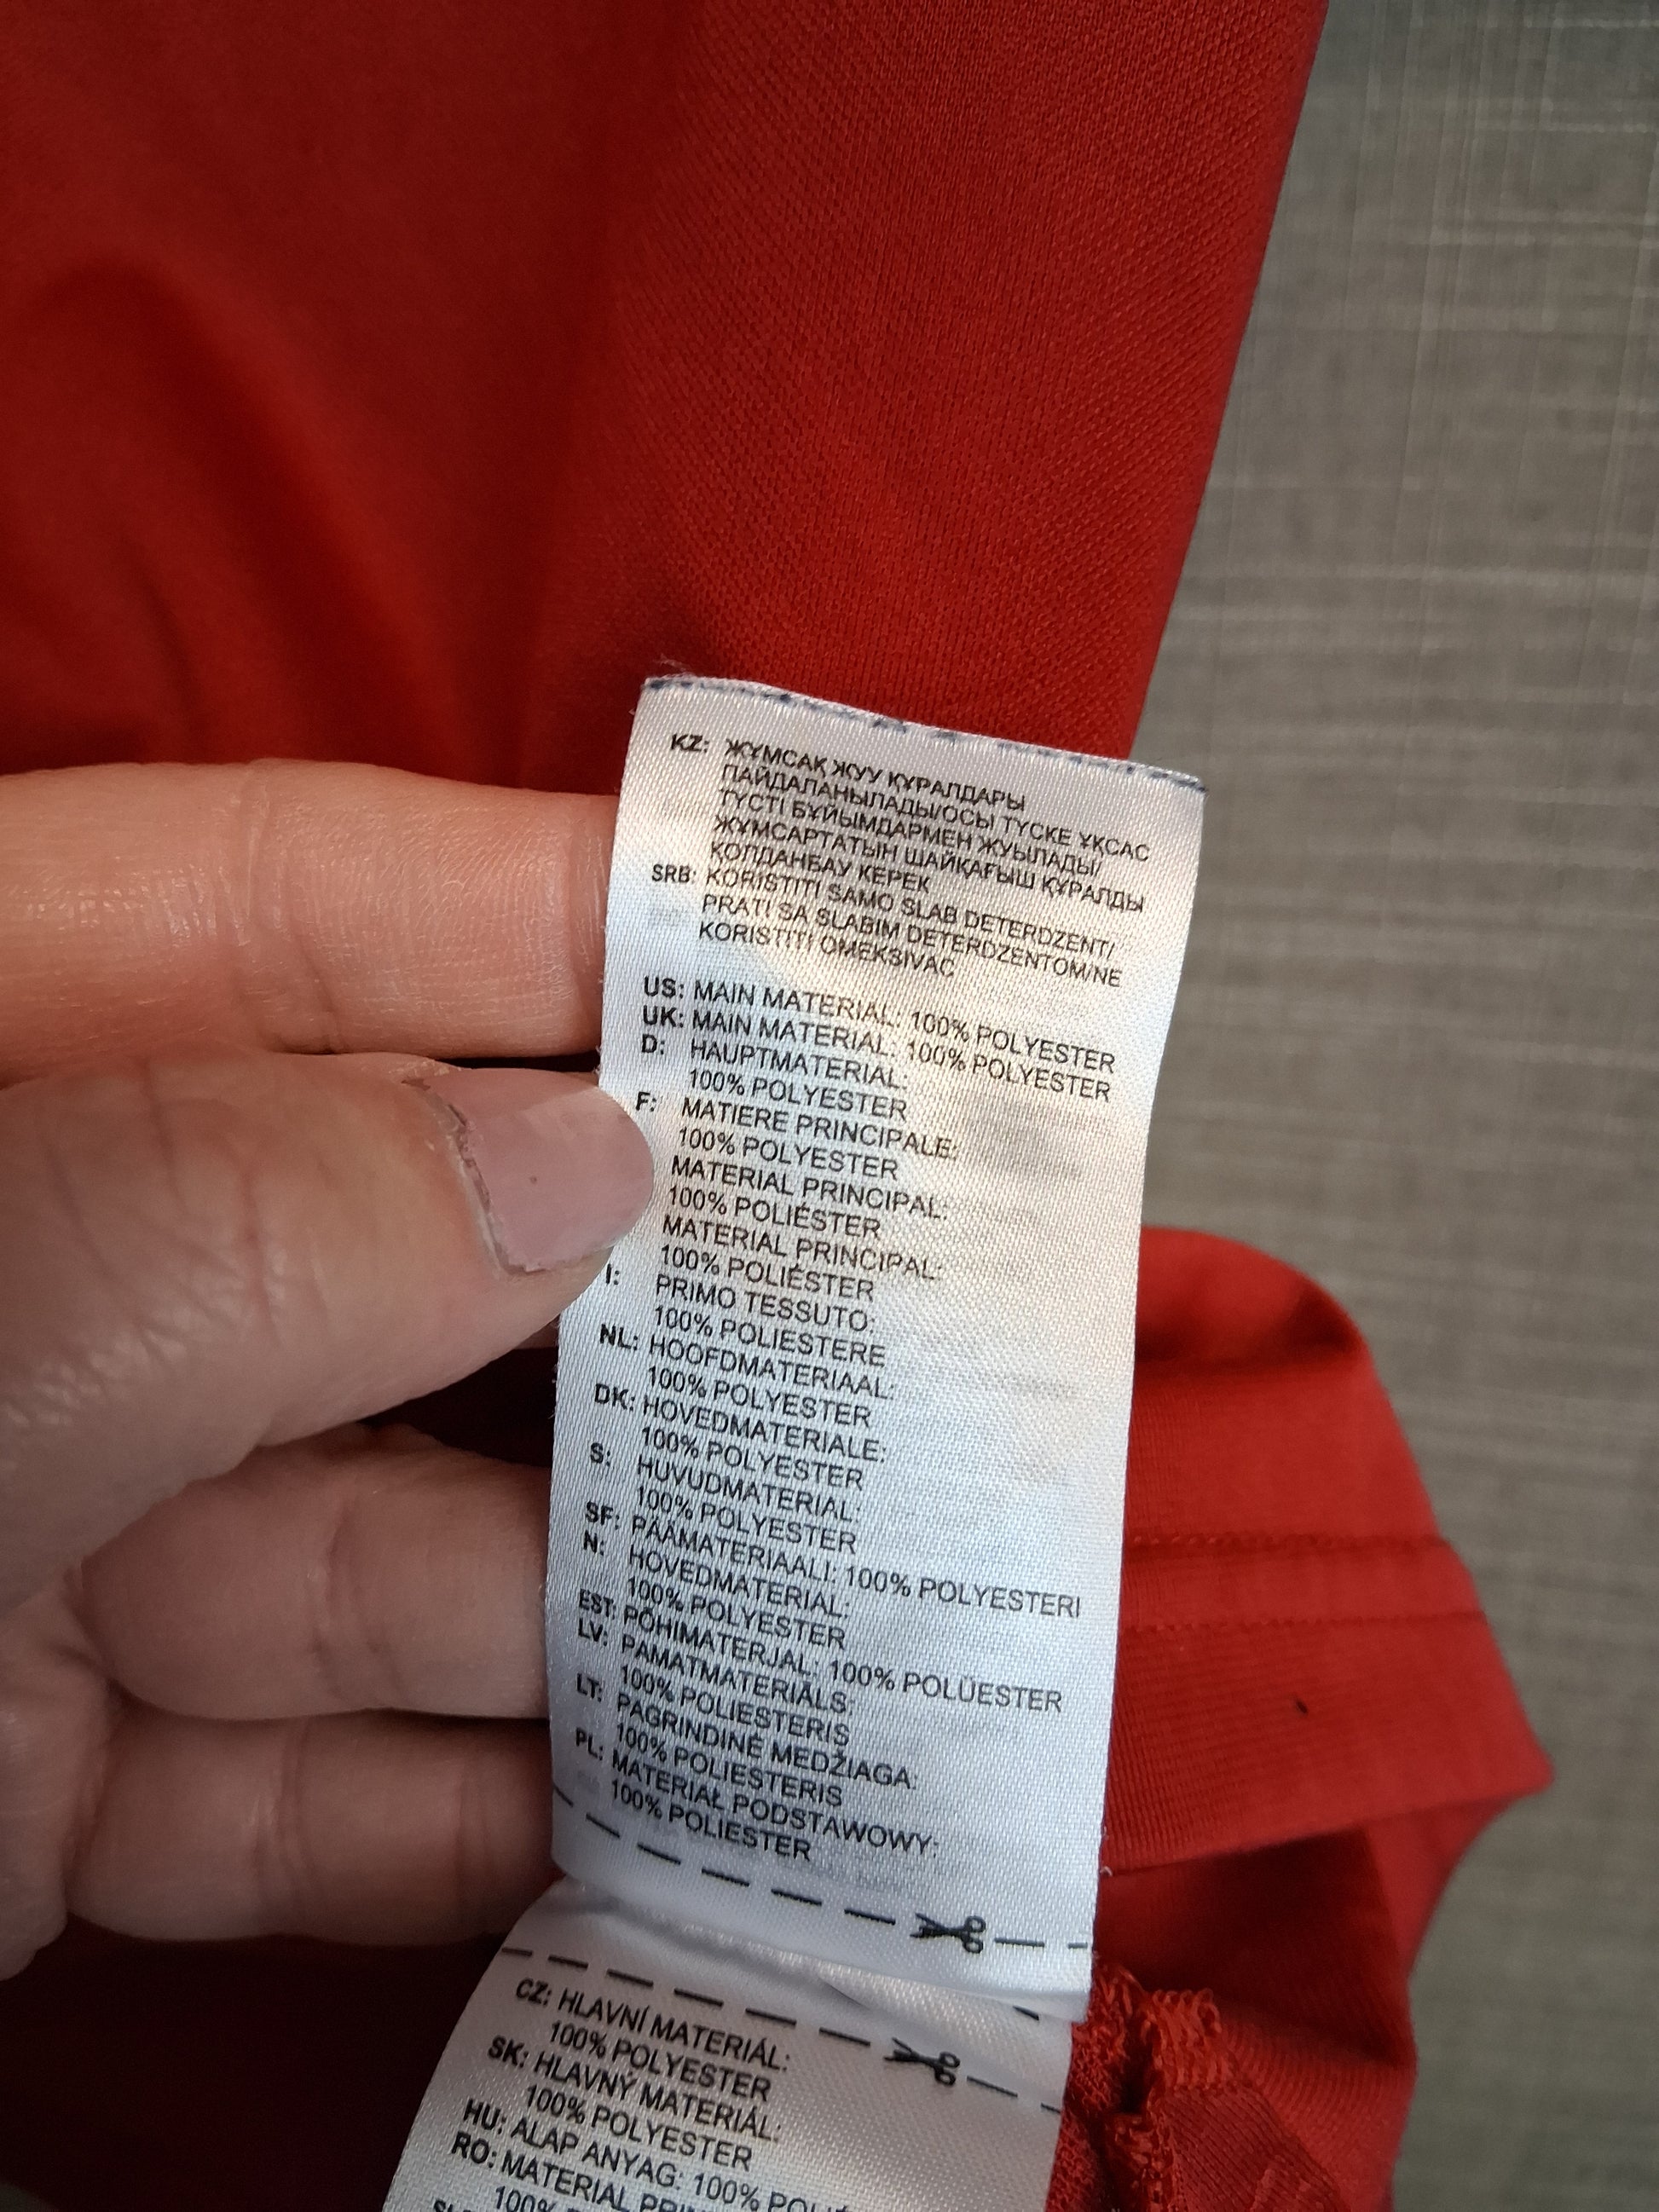 KZ: ЖҰМСАҚ ЖУУ ҚҰРАЛДАРЫ
ПАЙДАЛАНЫЛАДЫ/ОСЫ ТҮСКЕ ҰҚСАС
ТҮСТІ БҰЙЫМДАРМЕН ЖУЫЛАДЫ/
ЖҰМСАРТАТЫН ШАЙҚАҒЫШ ҚҰРАЛДЫ
ҚОЛДАНБАУ КЕРЕК
SRB: KORISTITI SAMO SLAB DETERDZENT/
PRATI SA SLABIM DETERDZENTOM/NE
KORISTITI OMEKSIVAC
US: MAIN MATERIAL: 100% POLYESTER
UK: MAIN MATERIAL: 100% POLYESTER
D: HAUPTMATERIAL:
100% POLYESTER
F: MATIERE PRINCIPALE:
100% POLYESTER
MATERIAL PRINCIPAL:
100% POLIÉSTER
MATERIAL PRINCIPAL:
100% POLIÉSTER
I: PRIMO TESSUTO:
100% POLIESTERE
NL: HOOFDMATERIAAL:
100% POLYESTER
DK: HOVEDMATERIALE:
100% POLYESTER
S: HUVUDMATERIAL:
100% POLYESTER
SF: PÄÄMATERIAALI: 100% POLYESTERI
N: HOVEDMATERIAL:
100% POLYESTER
EST: PÕHIMATERJAL: 100% POLÜESTER
LV: PAMATMATERIĀLS:
100% POLIESTERIS
LT: PAGRINDINĖ MEDŽIAGA:
100% POLIESTERIS
PL: MATERIAŁ PODSTAWOWY:
100% POLIESTER
CZ: HLAVNÍ MATERIÁL:
100% POLYESTER
SK: HLAVNÝ MATERIÁL:
100% POLYESTER
HU: ALAP ANYAG: 100%
RO: MATERIAL
100%